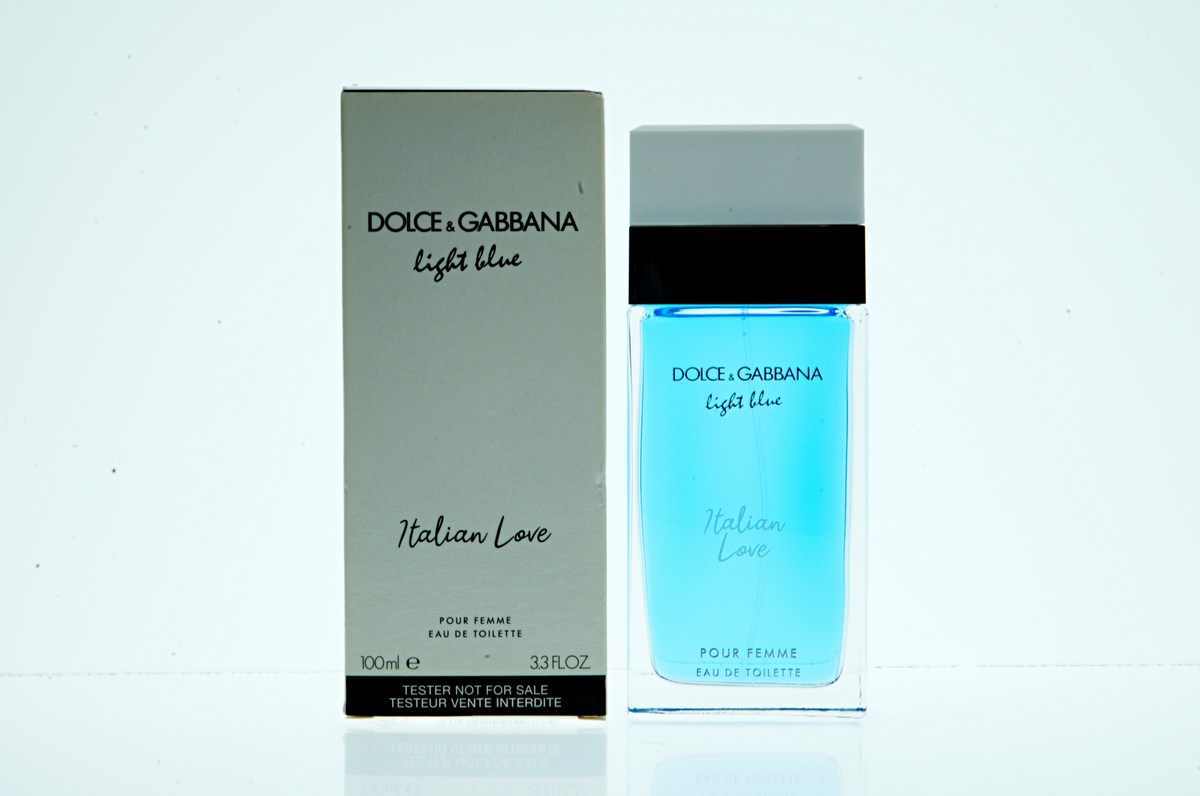 DOLCE & GABBANA
light blue
Italian Love
POUR FEMME
EAU DE TOILETTE
100ml ℮ 3.3 FL.OZ.
TESTER NOT FOR SALE
TESTEUR VENTE INTERDITE
DOLCE & GABBANA
light blue
Italian
Love
POUR FEMME
EAU DE TOILETTE